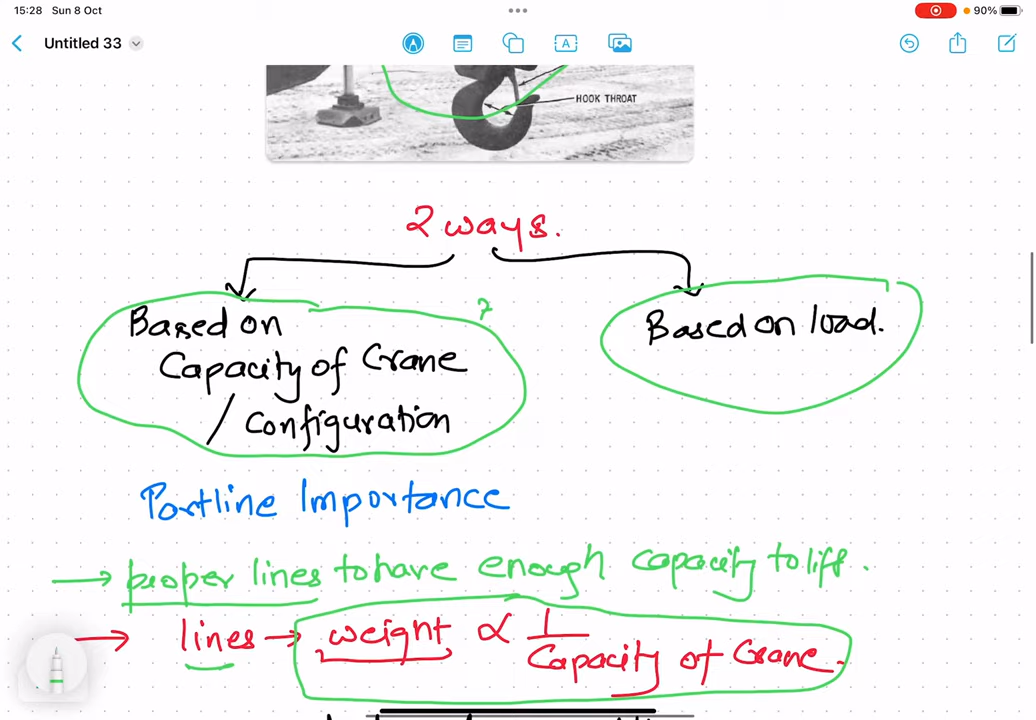 15:28 Sun 8 Oct
90%
Untitled 33
A
HOOK THROAT
2 ways.
Based on
Capacity of Crane
/ Configuration
Based on load.
Partline Importance
→ proper lines to have enough capacity to lift.
→ lines → weight ∝ 1
Capacity of Crane.